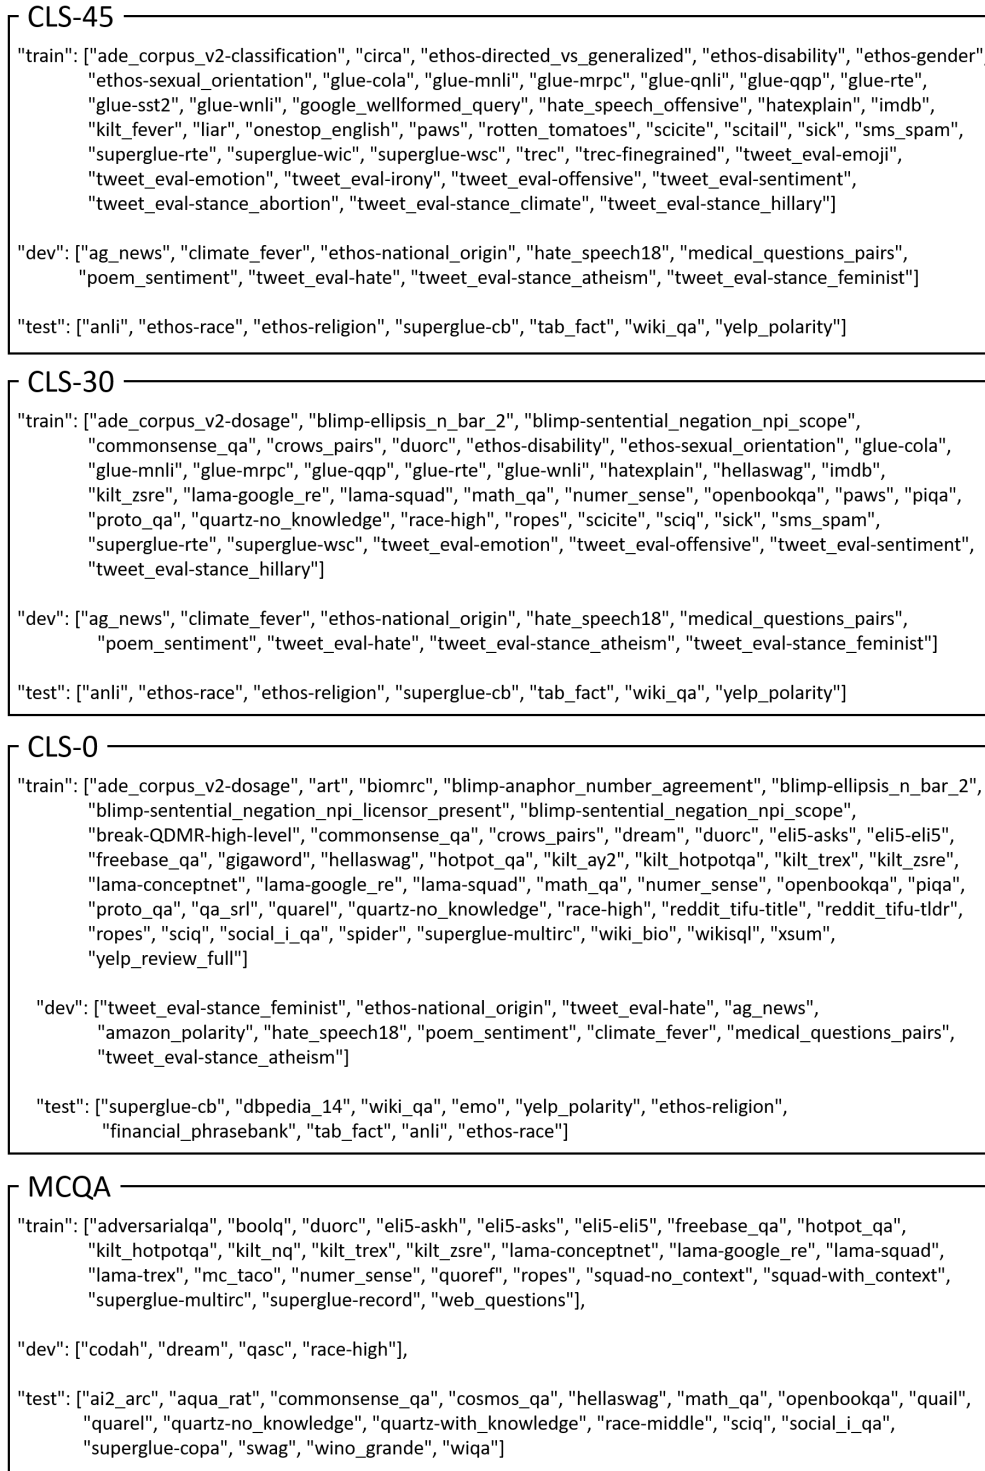 CLS-45
"train": ["ade_corpus_v2-classification", "circa", "ethos-directed_vs_generalized", "ethos-disability", "ethos-gender",
"ethos-sexual_orientation", "glue-cola", "glue-mnli", "glue-mrpc", "glue-qnli", "glue-qqp", "glue-rte",
"glue-sst2", "glue-wnli", "google_wellformed_query", "hate_speech_offensive", "hatexplain", "imdb",
"kilt_fever", "liar", "onestop_english", "paws", "rotten_tomatoes", "scicite", "scitail", "sick", "sms_spam",
"superglue-rte", "superglue-wic", "superglue-wsc", "trec", "trec-finegrained", "tweet_eval-emoji",
"tweet_eval-emotion", "tweet_eval-irony", "tweet_eval-offensive", "tweet_eval-sentiment",
"tweet_eval-stance_abortion", "tweet_eval-stance_climate", "tweet_eval-stance_hillary"]
"dev": ["ag_news", "climate_fever", "ethos-national_origin", "hate_speech18", "medical_questions_pairs",
"poem_sentiment", "tweet_eval-hate", "tweet_eval-stance_atheism", "tweet_eval-stance_feminist"]
"test": ["anli", "ethos-race", "ethos-religion", "superglue-cb", "tab_fact", "wiki_qa", "yelp_polarity"]
CLS-30
"train": ["ade_corpus_v2-dosage", "blimp-ellipsis_n_bar_2", "blimp-sentential_negation_npi_scope",
"commonsense_qa", "crows_pairs", "duorc", "ethos-disability", "ethos-sexual_orientation", "glue-cola",
"glue-mnli", "glue-mrpc", "glue-qqp", "glue-rte", "glue-wnli", "hatexplain", "hellaswag", "imdb",
"kilt_zsre", "lama-google_re", "lama-squad", "math_qa", "numer_sense", "openbookqa", "paws", "piqa",
"proto_qa", "quartz-no_knowledge", "race-high", "ropes", "scicite", "sciq", "sick", "sms_spam",
"superglue-rte", "superglue-wsc", "tweet_eval-emotion", "tweet_eval-offensive", "tweet_eval-sentiment",
"tweet_eval-stance_hillary"]
"dev": ["ag_news", "climate_fever", "ethos-national_origin", "hate_speech18", "medical_questions_pairs",
"poem_sentiment", "tweet_eval-hate", "tweet_eval-stance_atheism", "tweet_eval-stance_feminist"]
"test": ["anli", "ethos-race", "ethos-religion", "superglue-cb", "tab_fact", "wiki_qa", "yelp_polarity"]
CLS-0
"train": ["ade_corpus_v2-dosage", "art", "biomrc", "blimp-anaphor_number_agreement", "blimp-ellipsis_n_bar_2",
"blimp-sentential_negation_npi_licensor_present", "blimp-sentential_negation_npi_scope",
"break-QDMR-high-level", "commonsense_qa", "crows_pairs", "dream", "duorc", "eli5-asks", "eli5-eli5",
"freebase_qa", "gigaword", "hellaswag", "hotpot_qa", "kilt_ay2", "kilt_hotpotqa", "kilt_trex", "kilt_zsre",
"lama-conceptnet", "lama-google_re", "lama-squad", "math_qa", "numer_sense", "openbookqa", "piqa",
"proto_qa", "qa_srl", "quarel", "quartz-no_knowledge", "race-high", "reddit_tifu-title", "reddit_tifu-tldr",
"ropes", "sciq", "social_i_qa", "spider", "superglue-multirc", "wiki_bio", "wikisql", "xsum",
"yelp_review_full"]
"dev": ["tweet_eval-stance_feminist", "ethos-national_origin", "tweet_eval-hate", "ag_news",
"amazon_polarity", "hate_speech18", "poem_sentiment", "climate_fever", "medical_questions_pairs",
"tweet_eval-stance_atheism"]
"test": ["superglue-cb", "dbpedia_14", "wiki_qa", "emo", "yelp_polarity", "ethos-religion",
"financial_phrasebank", "tab_fact", "anli", "ethos-race"]
MCQA
"train": ["adversarialqa", "boolq", "duorc", "eli5-askh", "eli5-asks", "eli5-eli5", "freebase_qa", "hotpot_qa",
"kilt_hotpotqa", "kilt_nq", "kilt_trex", "kilt_zsre", "lama-conceptnet", "lama-google_re", "lama-squad",
"lama-trex", "mc_taco", "numer_sense", "quoref", "ropes", "squad-no_context", "squad-with_context",
"superglue-multirc", "superglue-record", "web_questions"],
"dev": ["codah", "dream", "qasc", "race-high"],
"test": ["ai2_arc", "aqua_rat", "commonsense_qa", "cosmos_qa", "hellaswag", "math_qa", "openbookqa", "quail",
"quarel", "quartz-no_knowledge", "quartz-with_knowledge", "race-middle", "sciq", "social_i_qa",
"superglue-copa", "swag", "wino_grande", "wiqa"]